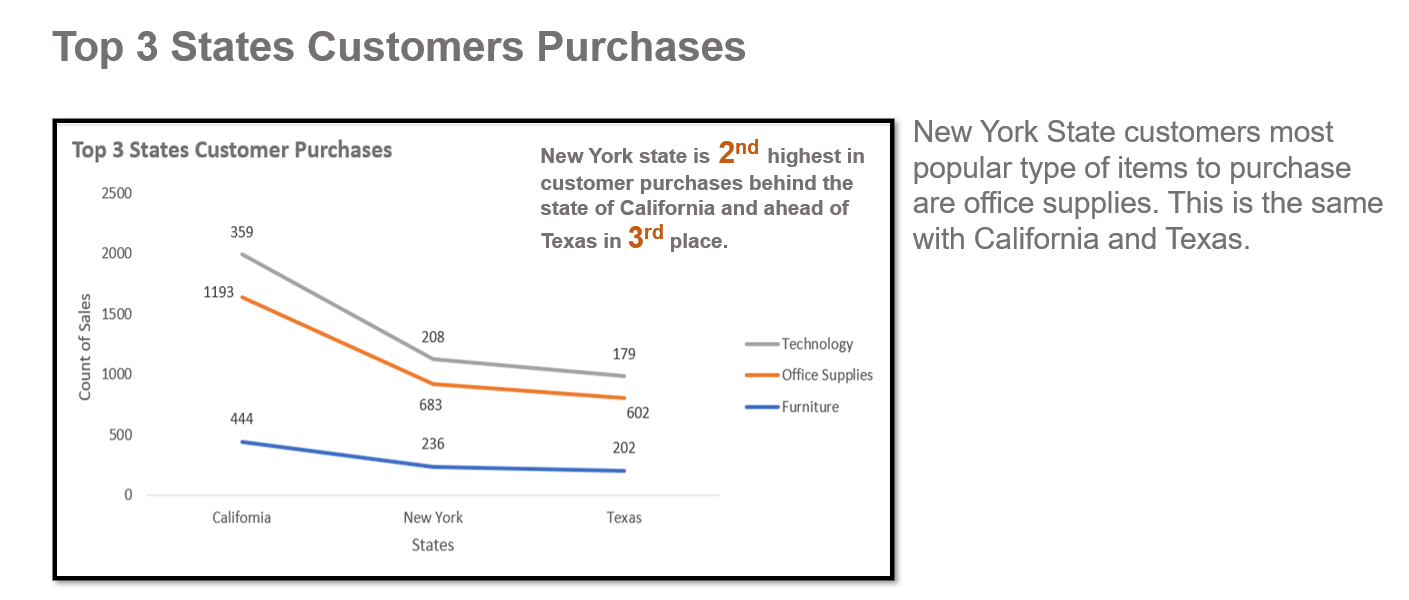 Top 3 States Customers Purchases
Top 3 States Customer Purchases
New York state is 2nd highest in
customer purchases behind the
state of California and ahead of
Texas in 3rd place.
2500
2000
1500
1000
500
0
Count of Sales
359
1193
444
208
683
236
179
602
202
California
New York
Texas
States
Technology
Office Supplies
Furniture
New York State customers most
popular type of items to purchase
are office supplies. This is the same
with California and Texas.